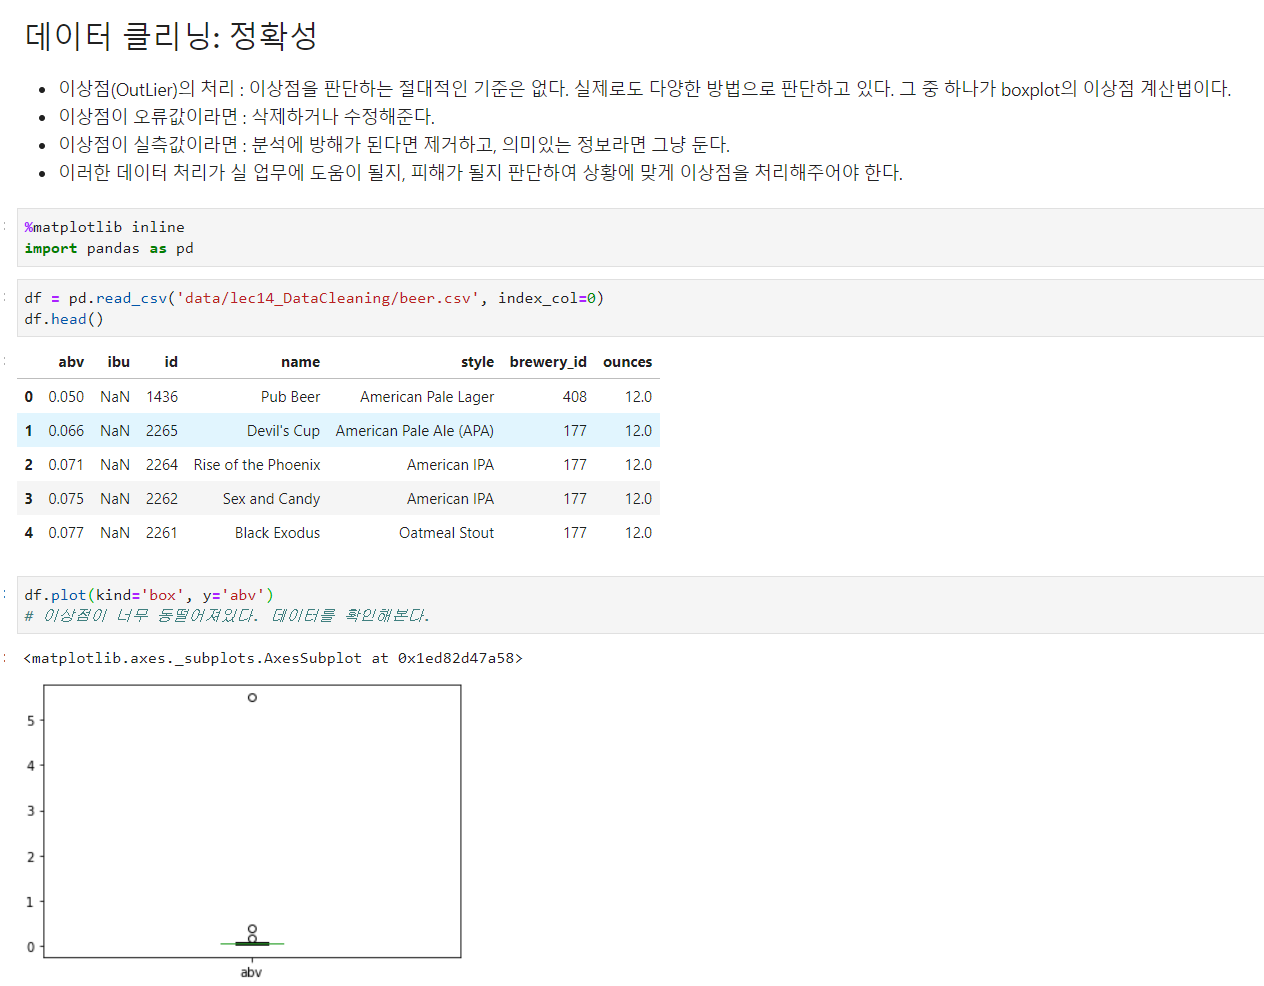 데이터 클리닝: 정확성
이상점(OutLier)의 처리 : 이상점을 판단하는 절대적인 기준은 없다. 실제로도 다양한 방법으로 판단하고 있다. 그 중 하나가 boxplot의 이상점 계산법이다.
이상점이 오류값이라면 : 삭제하거나 수정해준다.
이상점이 실측값이라면 : 분석에 방해가 된다면 제거하고, 의미있는 정보라면 그냥 둔다.
이러한 데이터 처리가 실 업무에 도움이 될지, 피해가 될지 판단하여 상황에 맞게 이상점을 처리해주어야 한다.
%matplotlib inline
import pandas as pd
df = pd.read_csv('data/lec14_DataCleaning/beer.csv', index_col=0)
df.head()
abv ibu id name style brewery_id ounces
0 0.050 NaN 1436 Pub Beer American Pale Lager 408 12.0
1 0.066 NaN 2265 Devil's Cup American Pale Ale (APA) 177 12.0
2 0.071 NaN 2264 Rise of the Phoenix American IPA 177 12.0
3 0.075 NaN 2262 Sex and Candy American IPA 177 12.0
4 0.077 NaN 2261 Black Exodus Oatmeal Stout 177 12.0
df.plot(kind='box', y='abv')
# 이상점이 너무 동떨어져있다. 데이터를 확인해본다.
<matplotlib.axes._subplots.AxesSubplot at 0x1ed82d47a58>
5
4
3
2
1
0
abv